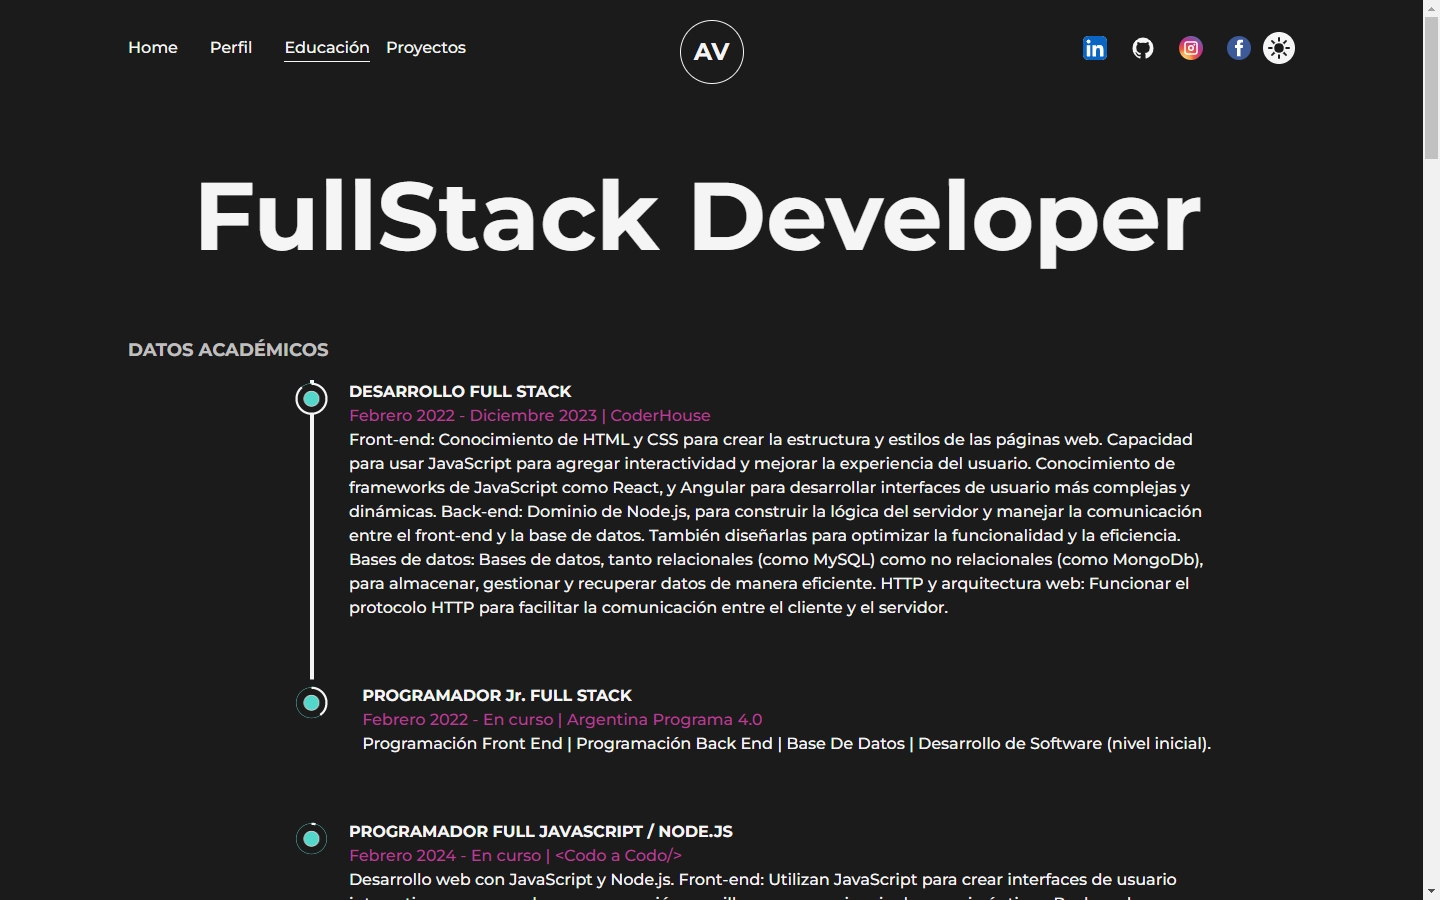 Home Perfil Educación Proyectos AV
FullStack Developer
DATOS ACADÉMICOS
DESARROLLO FULL STACK
Febrero 2022 - Diciembre 2023 | CoderHouse
Front-end: Conocimiento de HTML y CSS para crear la estructura y estilos de las páginas web. Capacidad
para usar JavaScript para agregar interactividad y mejorar la experiencia del usuario. Conocimiento de
frameworks de JavaScript como React, y Angular para desarrollar interfaces de usuario más complejas y
dinámicas. Back-end: Dominio de Node.js, para construir la lógica del servidor y manejar la comunicación
entre el front-end y la base de datos. También diseñarlas para optimizar la funcionalidad y la eficiencia.
Bases de datos: Bases de datos, tanto relacionales (como MySQL) como no relacionales (como MongoDb),
para almacenar, gestionar y recuperar datos de manera eficiente. HTTP y arquitectura web: Funcionar el
protocolo HTTP para facilitar la comunicación entre el cliente y el servidor.
PROGRAMADOR Jr. FULL STACK
Febrero 2022 - En curso | Argentina Programa 4.0
Programación Front End | Programación Back End | Base De Datos | Desarrollo de Software (nivel inicial).
PROGRAMADOR FULL JAVASCRIPT / NODE.JS
Febrero 2024 - En curso | <Codo a Codo/>
Desarrollo web con JavaScript y Node.js. Front-end: Utilizan JavaScript para crear interfaces de usuario